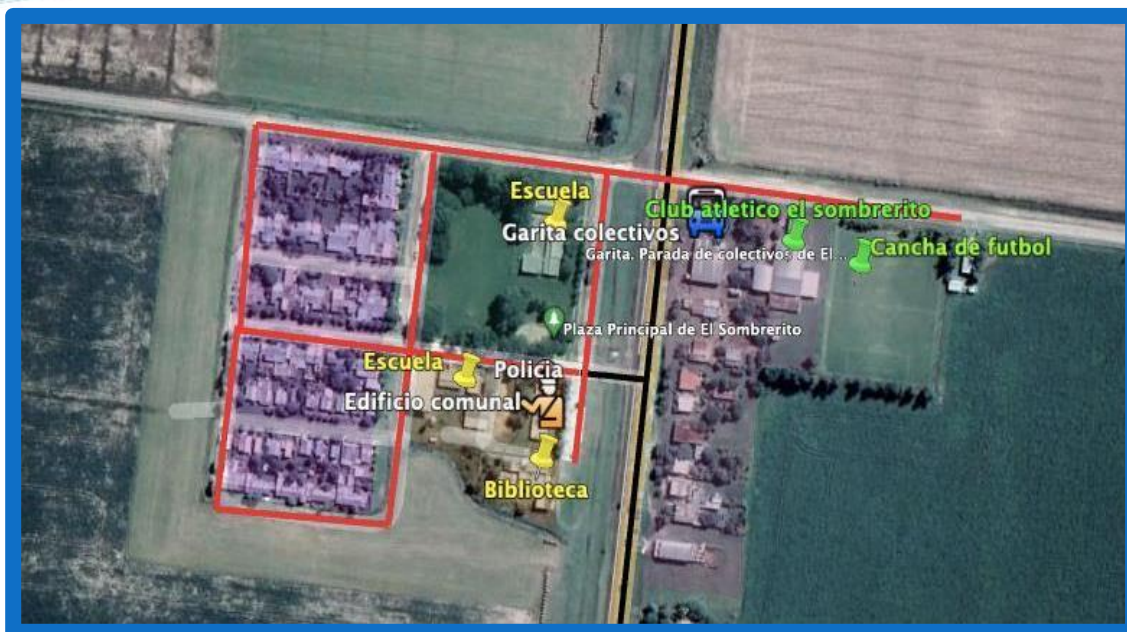 Escuela
Club atletico el sombrerito
Garita colectivos
Cancha de futbol
Garita. Parada de colectivos de El...
Plaza Principal de El Sombrerito
Escuela
Policia
Edificio comunal
Biblioteca